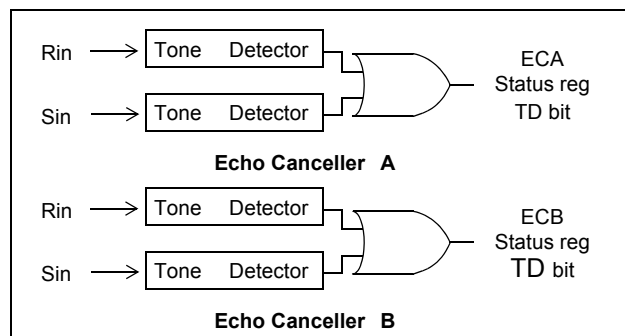 Rin
Tone Detector
ECA
Status reg
TD bit
Sin
Tone Detector
Echo Canceller A
Rin
Tone Detector
ECB
Status reg
TD bit
Sin
Tone Detector
Echo Canceller B